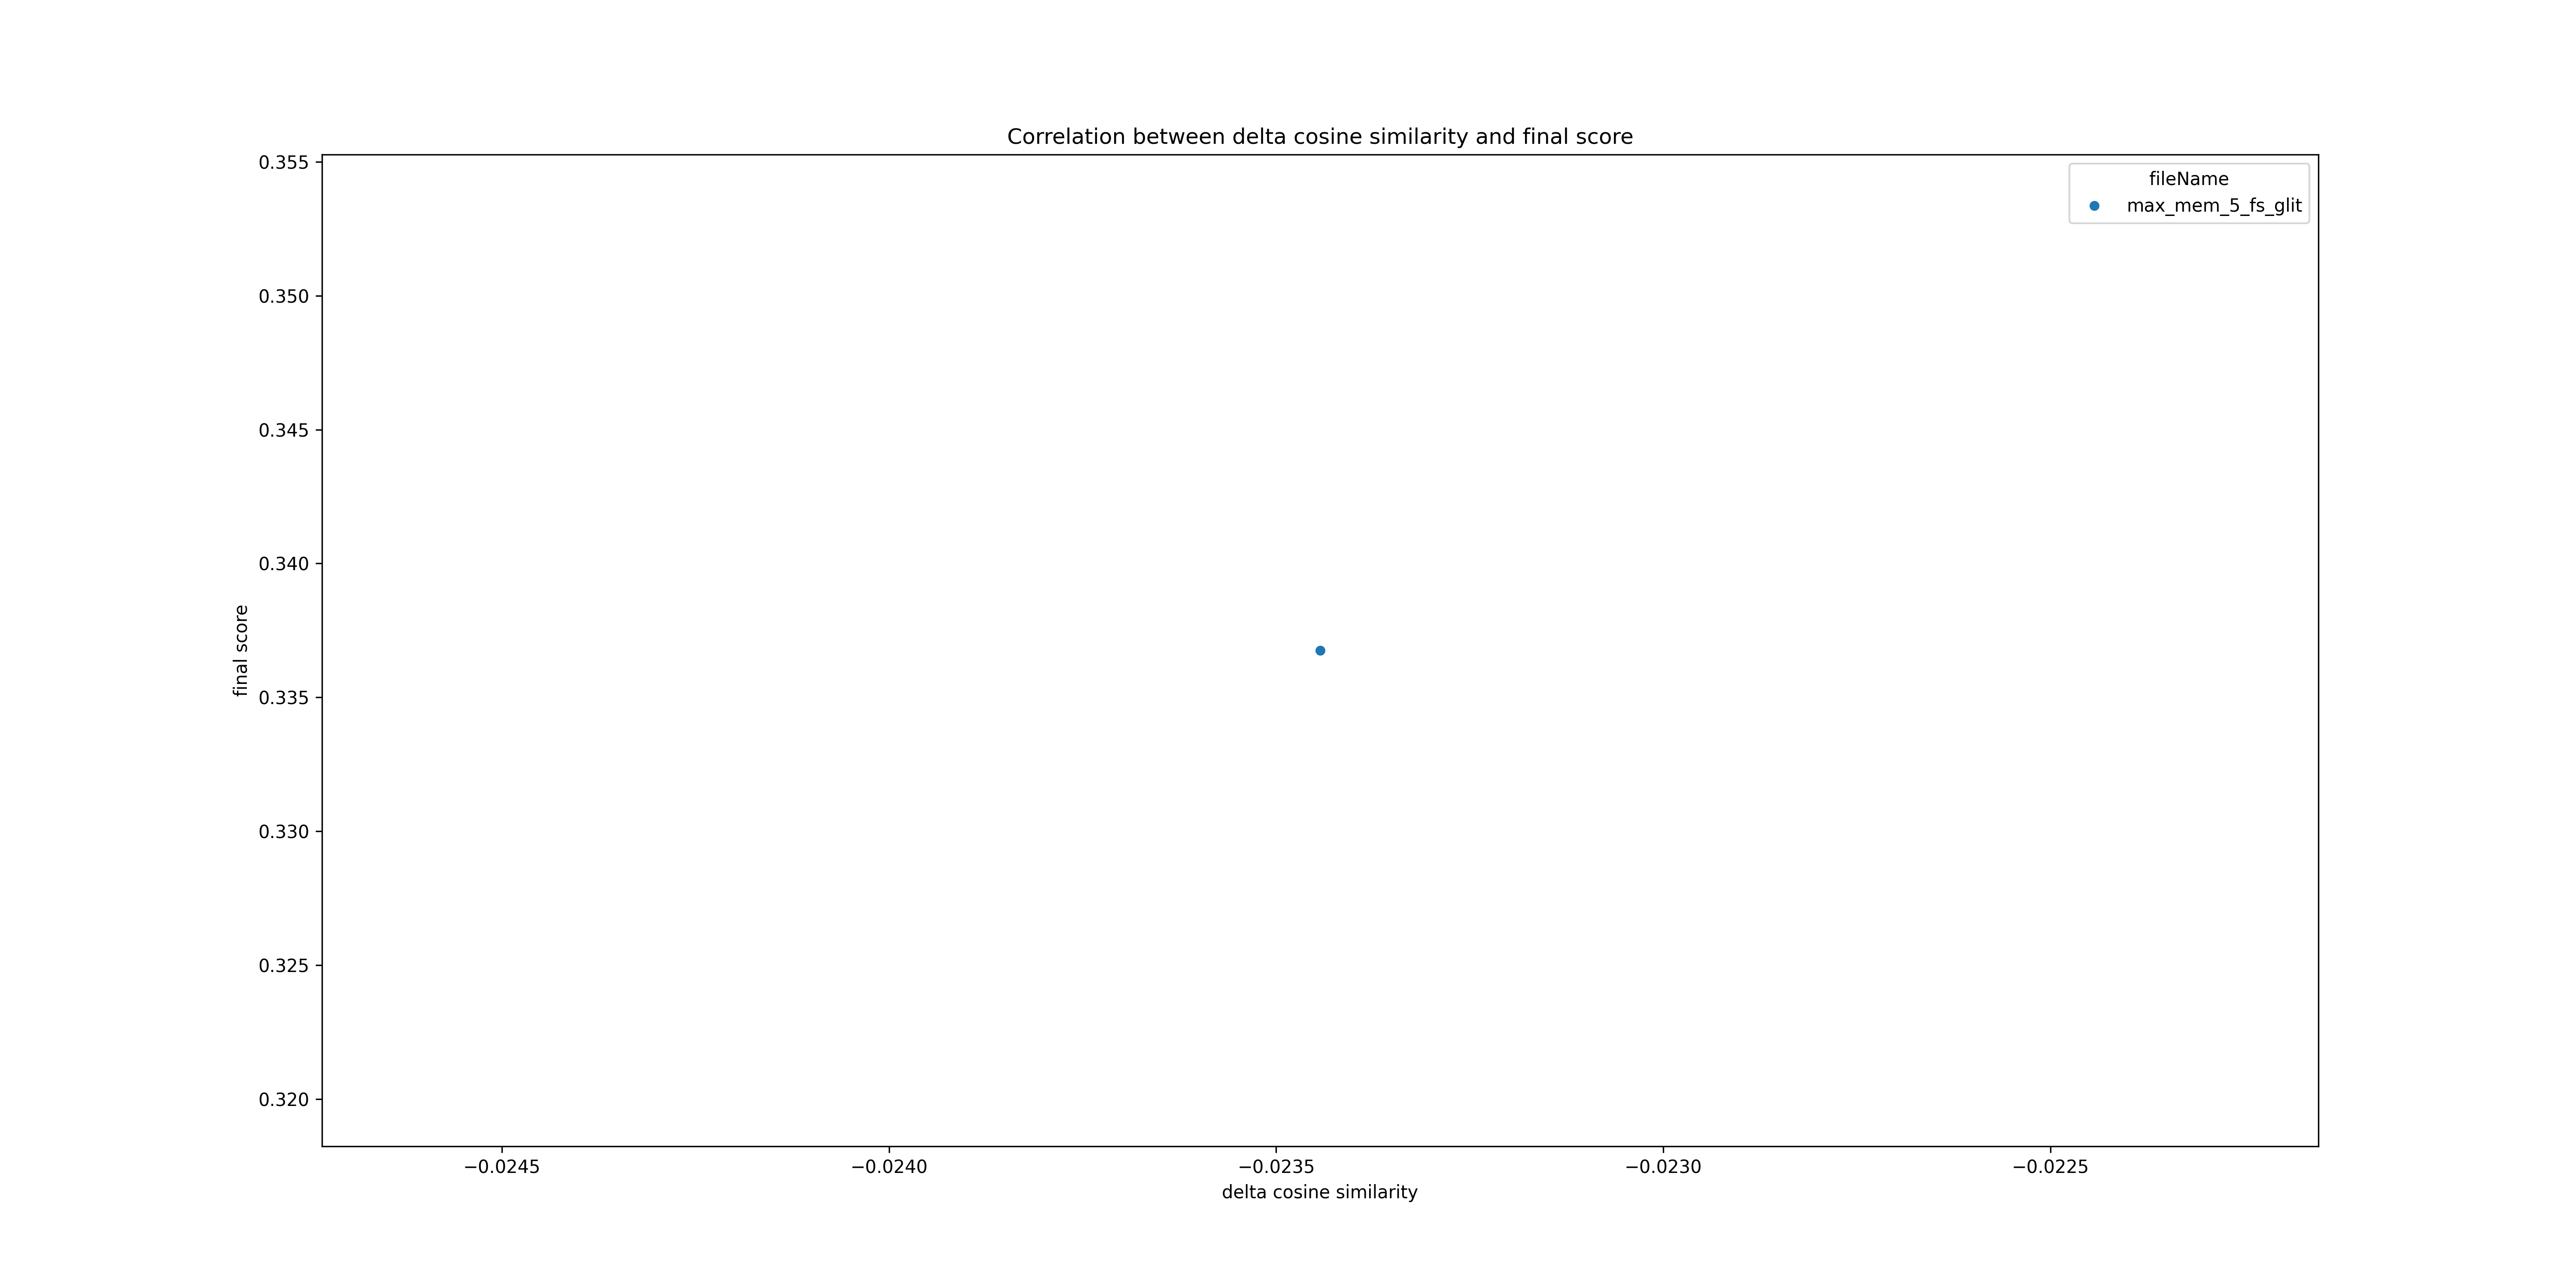 Correlation between delta cosine similarity and final score
fileName
max_mem_5_fs_glit
final score
0.355
0.350
0.345
0.340
0.335
0.330
0.325
0.320
−0.0245
−0.0240
−0.0235
−0.0230
−0.0225
delta cosine similarity